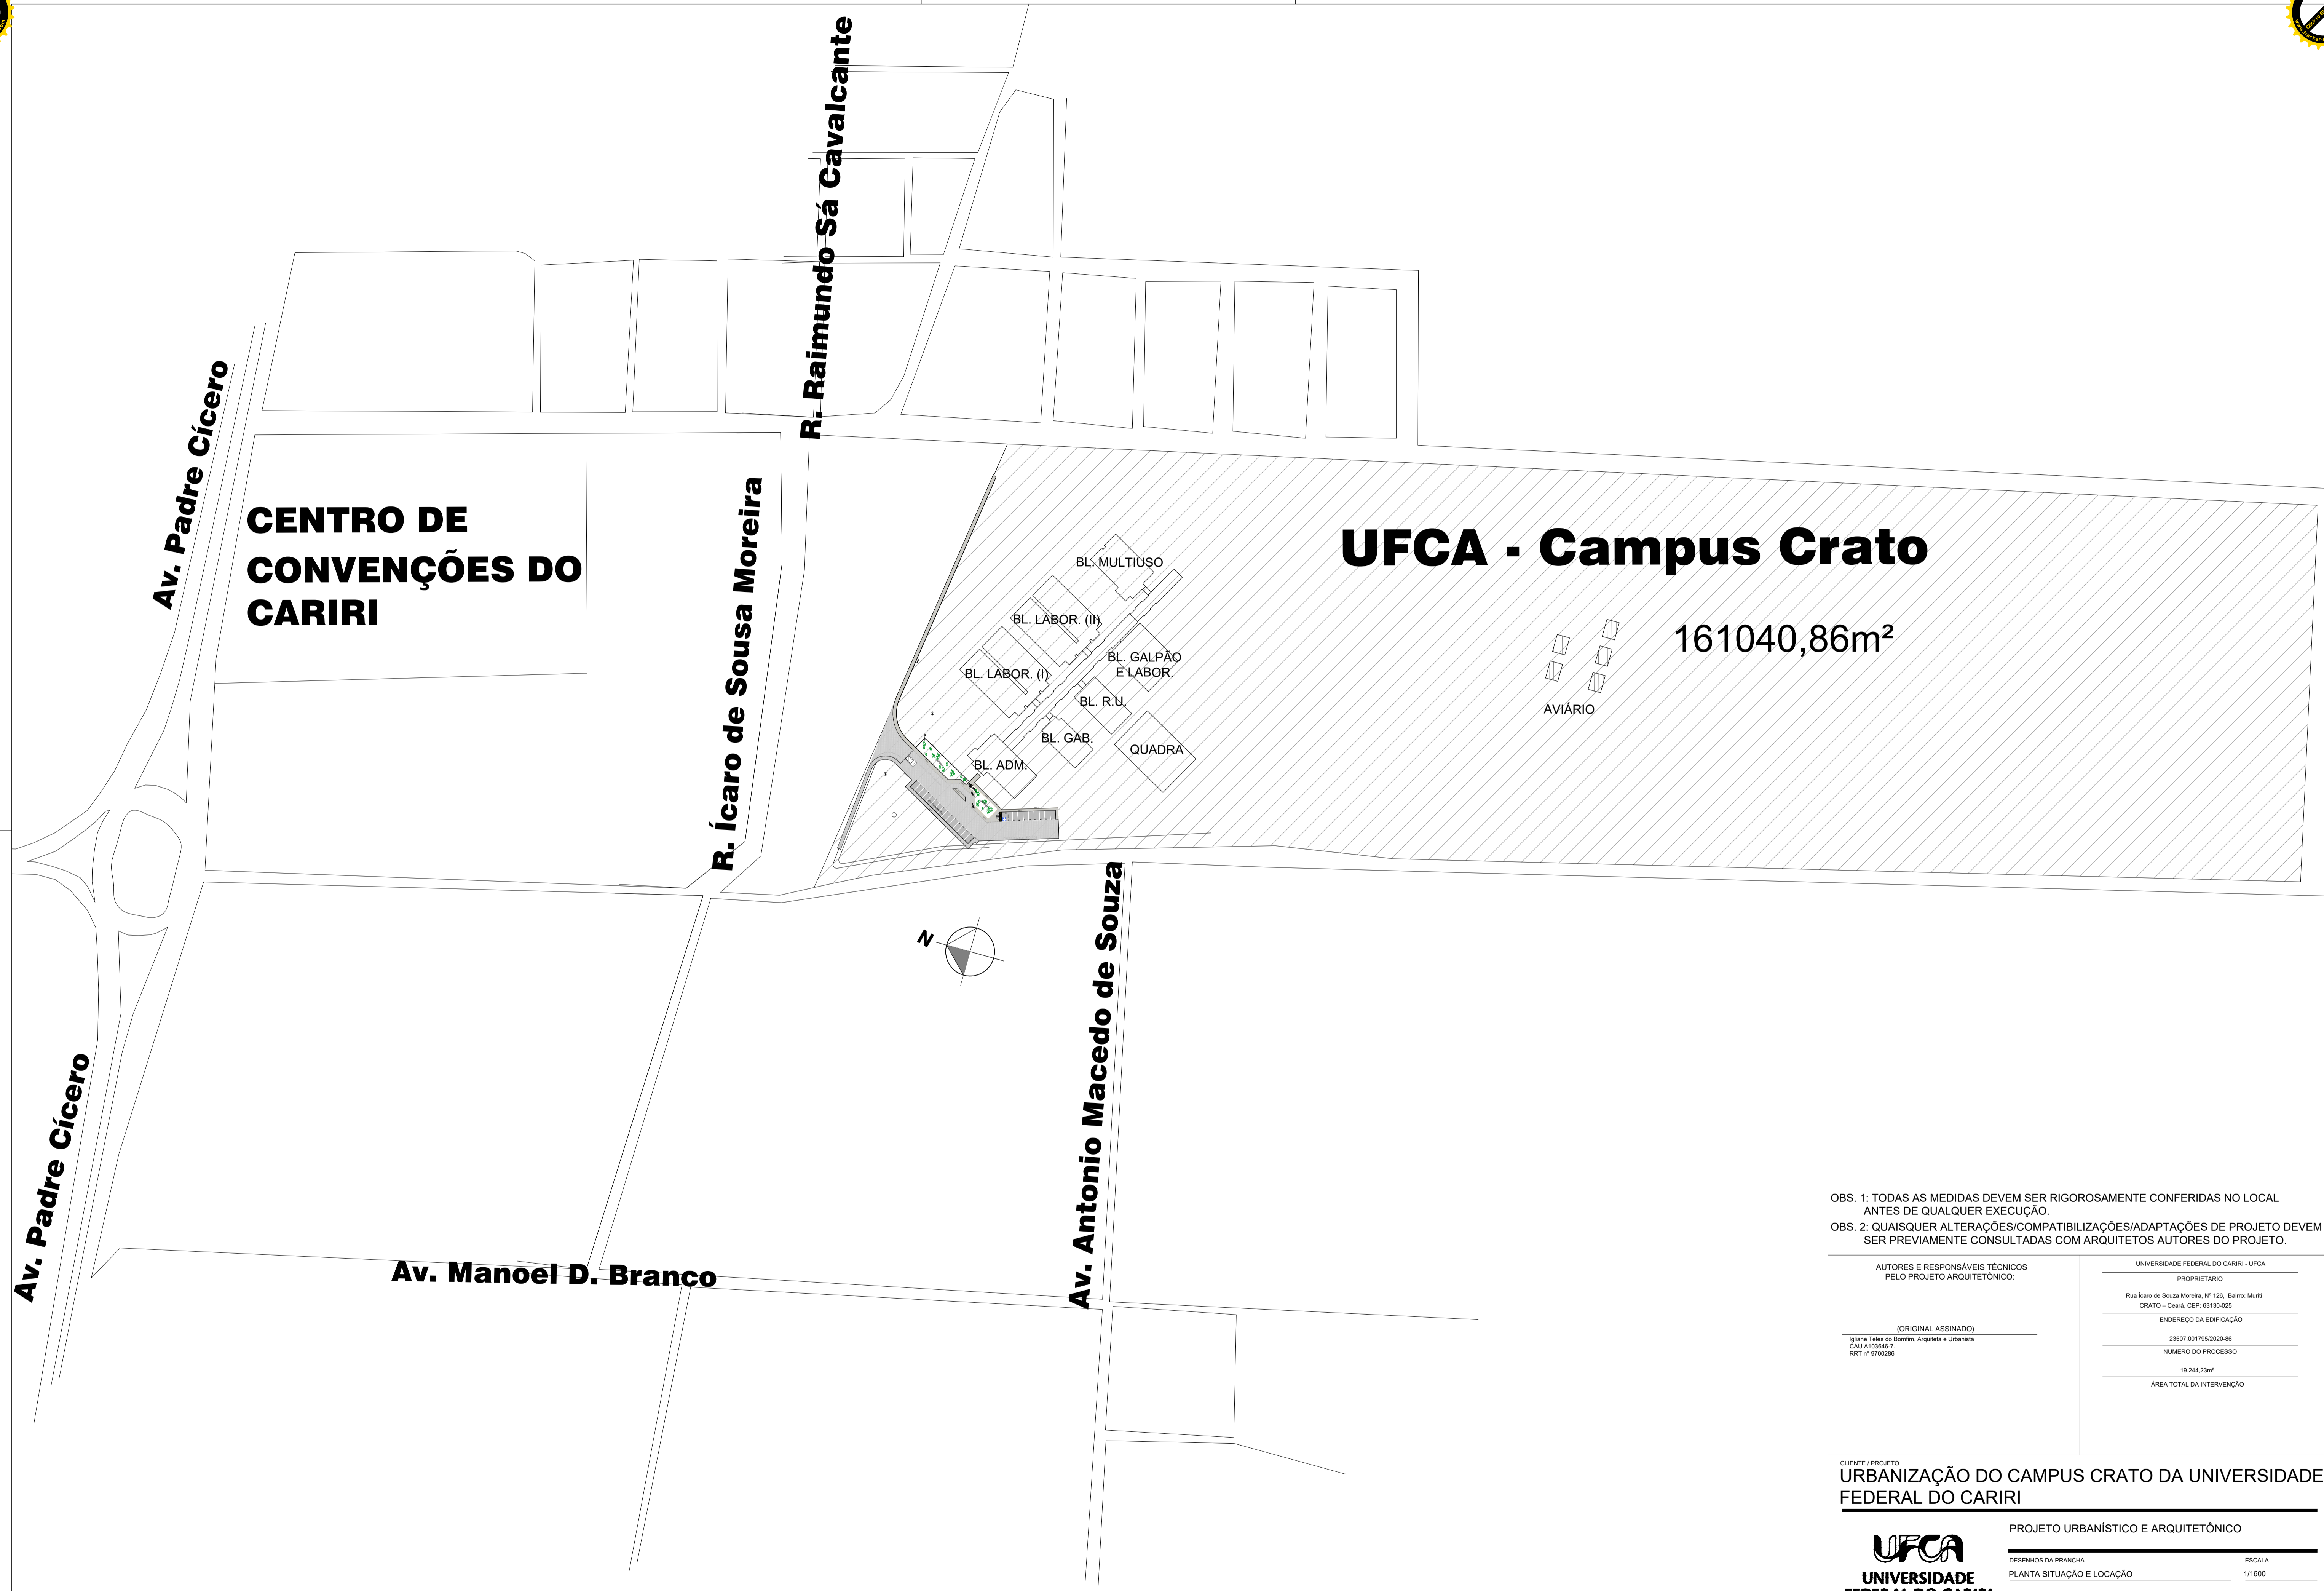 R. Raimundo Sá Cavalcante
Av. Padre Cícero
CENTRO DE
CONVENÇÕES DO
CARIRI
R. Ícaro de Sousa Moreira
UFCA - Campus Crato
161040,86m²
BL. MULTIUSO
BL. LABOR. (II)
BL. GALPÃO
E LABOR.
BL. LABOR. (I)
BL. R.U.
BL. GAB.
QUADRA
BL. ADM.
AVIÁRIO
N
Av. Antonio Macedo de Souza
Av. Padre Cícero
Av. Manoel D. Branco
OBS. 1: TODAS AS MEDIDAS DEVEM SER RIGOROSAMENTE CONFERIDAS NO LOCAL
ANTES DE QUALQUER EXECUÇÃO.
OBS. 2: QUAISQUER ALTERAÇÕES/COMPATIBILIZAÇÕES/ADAPTAÇÕES DE PROJETO DEVEM
SER PREVIAMENTE CONSULTADAS COM ARQUITETOS AUTORES DO PROJETO.
AUTORES E RESPONSÁVEIS TÉCNICOS
PELO PROJETO ARQUITETÔNICO:
(ORIGINAL ASSINADO)
Igliane Teles do Bomfim, Arquiteta e Urbanista
CAU A103646-7.
RRT n° 9700286
UNIVERSIDADE FEDERAL DO CARIRI - UFCA
PROPRIETARIO
Rua Ícaro de Souza Moreira, Nº 126, Bairro: Muriti
CRATO – Ceará, CEP: 63130-025
ENDEREÇO DA EDIFICAÇÃO
23507.001795/2020-86
NUMERO DO PROCESSO
19.244,23m²
ÁREA TOTAL DA INTERVENÇÃO
CLIENTE / PROJETO
URBANIZAÇÃO DO CAMPUS CRATO DA UNIVERSIDADE
FEDERAL DO CARIRI
PROJETO URBANÍSTICO E ARQUITETÔNICO
DESENHOS DA PRANCHA
ESCALA
PLANTA SITUAÇÃO E LOCAÇÃO
1/1600
UFCA
UNIVERSIDADE
FEDERAL DO CARIRI